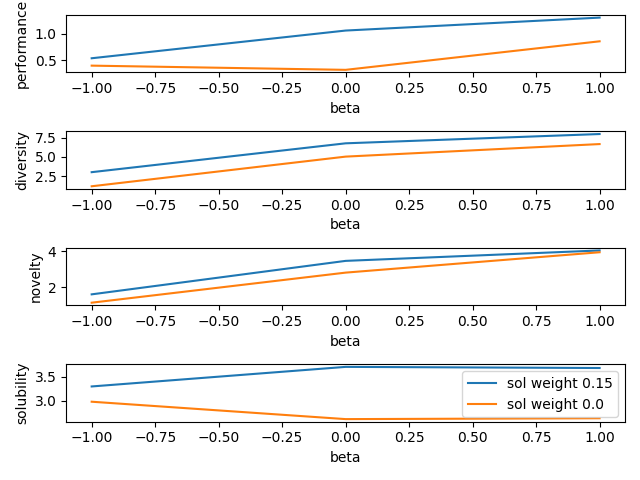 performance
1.0
0.5
−1.00 −0.75 −0.50 −0.25 0.00 0.25 0.50 0.75 1.00
beta
diversity
7.5
5.0
2.5
−1.00 −0.75 −0.50 −0.25 0.00 0.25 0.50 0.75 1.00
beta
novelty
4
2
−1.00 −0.75 −0.50 −0.25 0.00 0.25 0.50 0.75 1.00
beta
solubility
3.5
3.0
sol weight 0.15
sol weight 0.0
−1.00 −0.75 −0.50 −0.25 0.00 0.25 0.50 0.75 1.00
beta